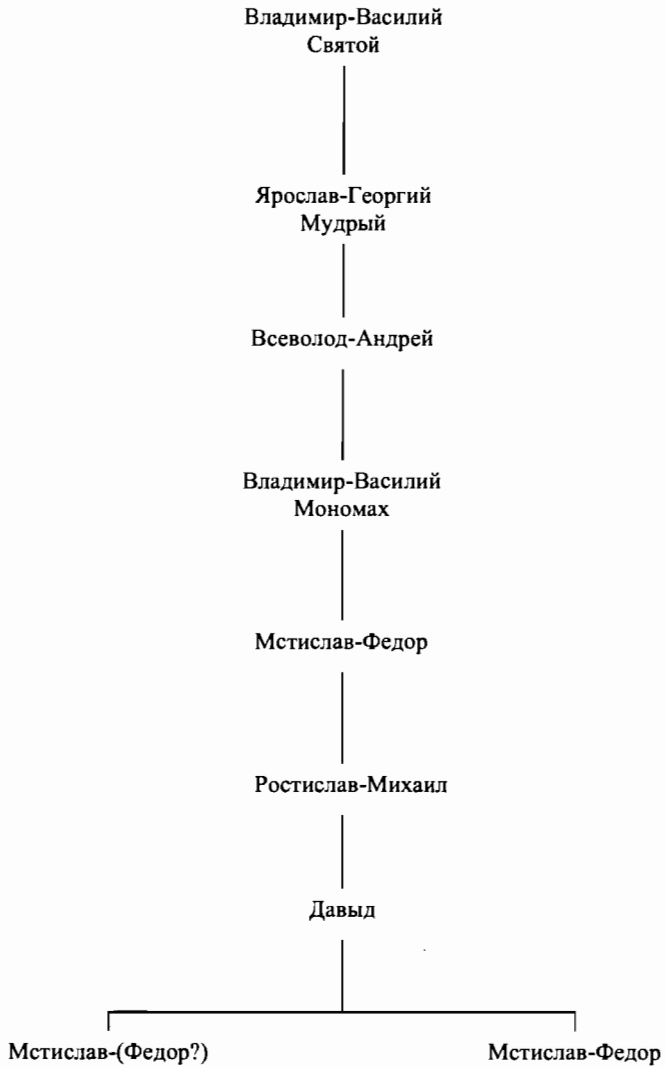 Владимир-Василий
Святой
Ярослав-Георгий
Мудрый
Всеволод-Андрей
Владимир-Василий
Мономах
Мстислав-Федор
Ростислав-Михаил
Давыд
Мстислав-(Федор?)
Мстислав-Федор